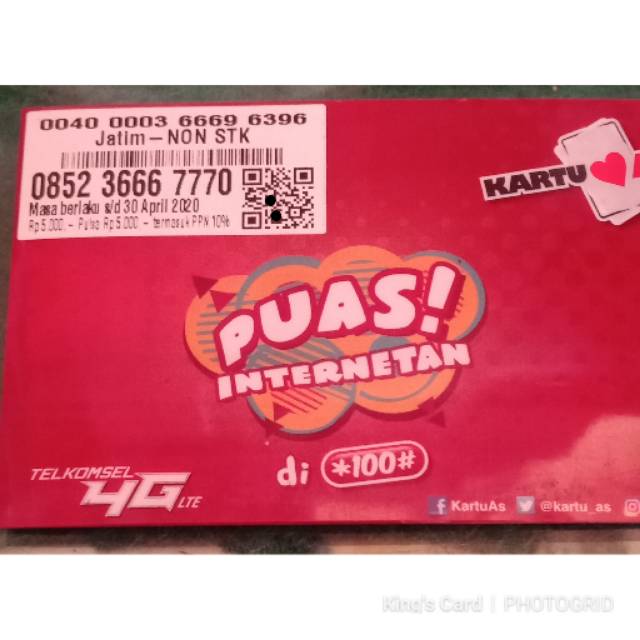 0040 0003 6669 6396
Jatim - NON STK
0852 3666 7770
Masa berlaku s/d 30 April 2020
Rp 5.000,- Pulsa Rp 5.000,- termasuk PPN 10%
KARTU
PUAS!
INTERNETAN
di *100#
TELKOMSEL
4G LTE
KartuAs @kartu_as
King's Card | PHOTOGRID